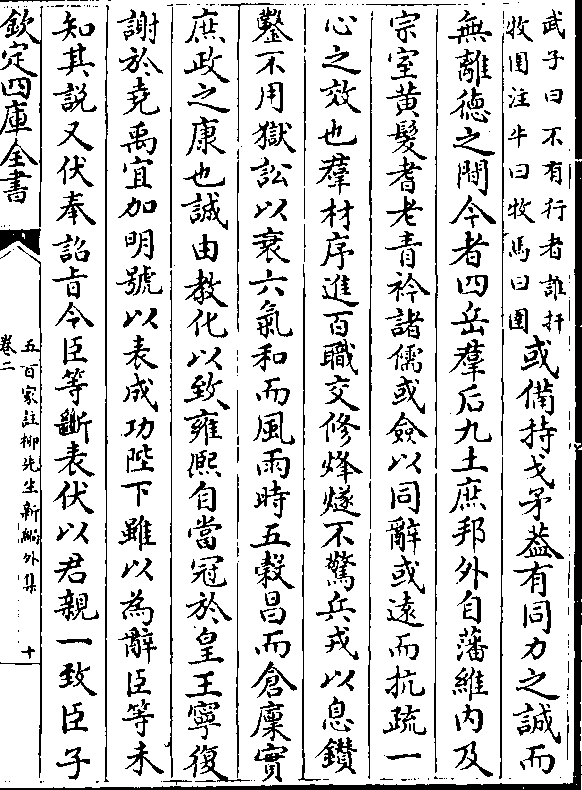 武子曰不有行者誰扞
牧圉注牛曰牧馬曰圉
或備持戈矛葢有同力之誠而
無離徳之間今者四岳羣后九土庶邦外自藩維内及
宗室黄髮耆老青衿諸儒或僉以同辭或逺而抗疏一
心之效也羣材序進百職交修烽燧不驚兵戎以息鑚
鑿不用獄訟以衰六氣和而風雨時五穀昌而倉廪實
庶政之康也誠由教化以致雍熙自當冠於皇王寧復
謝於堯禹宜加明號以表成功陛下雖以為辭臣等未
知其説又伏奉詔㫖令臣等斷表伏以君親一致臣子
欽定四庫全書
卷二
五百家註柳先生新編外集
十